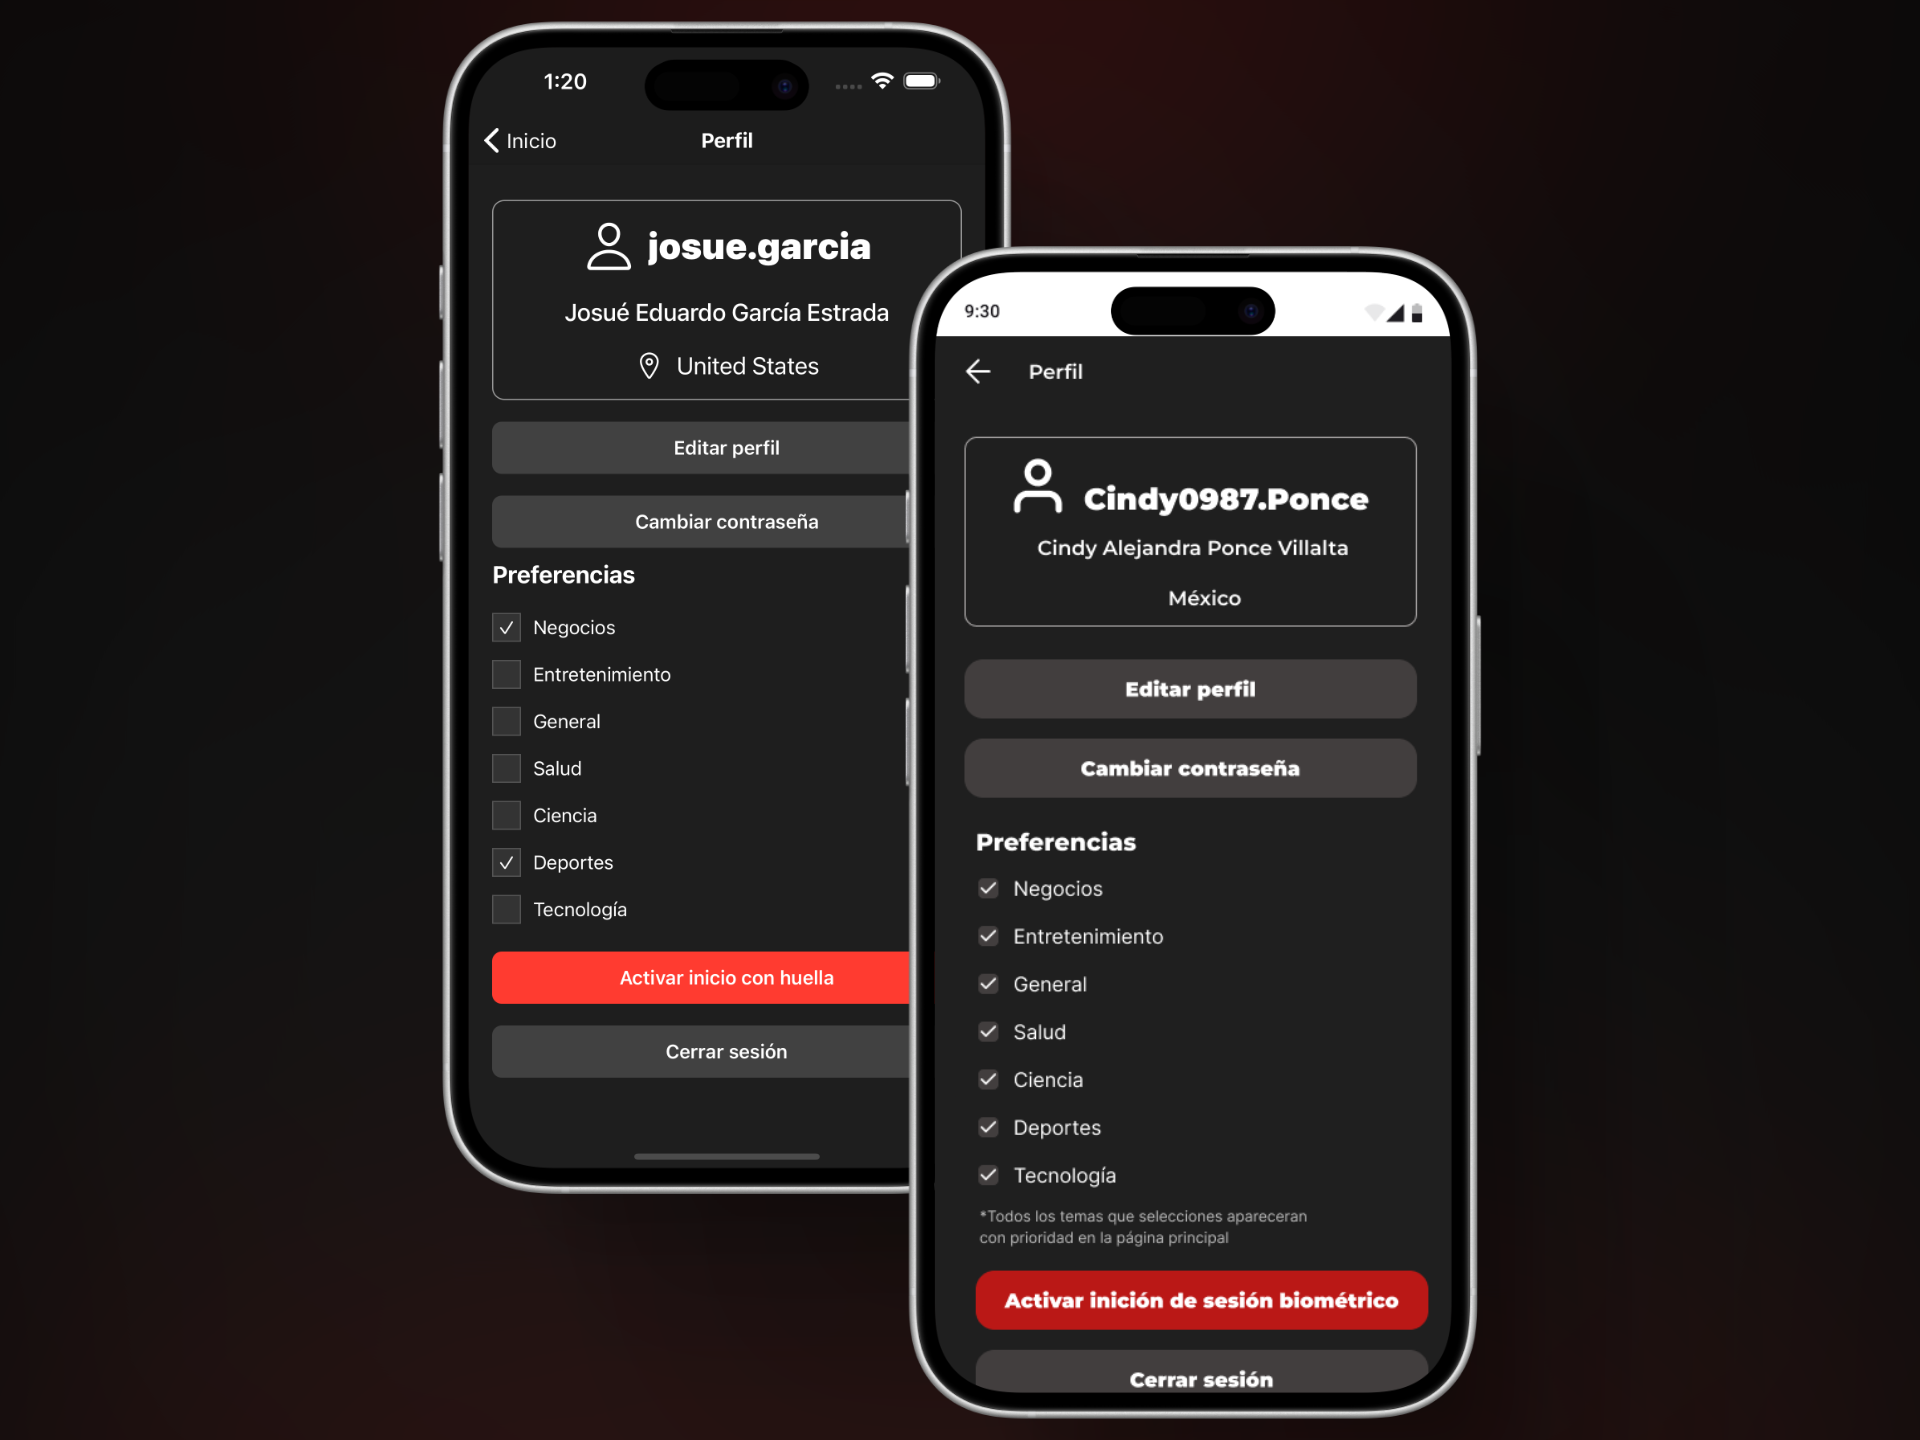 1:20
Inicio
Perfil
josue.garcia
Josué Eduardo García Estrada
United States
Editar perfil
Cambiar contraseña
Preferencias
Negocios
Entretenimiento
General
Salud
Ciencia
Deportes
Tecnología
Activar inicio con huella
Cerrar sesión
9:30
Perfil
Cindy0987.Ponce
Cindy Alejandra Ponce Villalta
México
Editar perfil
Cambiar contraseña
Preferencias
Negocios
Entretenimiento
General
Salud
Ciencia
Deportes
Tecnología
*Todos los temas que selecciones apareceran
con prioridad en la página principal
Activar inición de sesión biométrico
Cerrar sesión